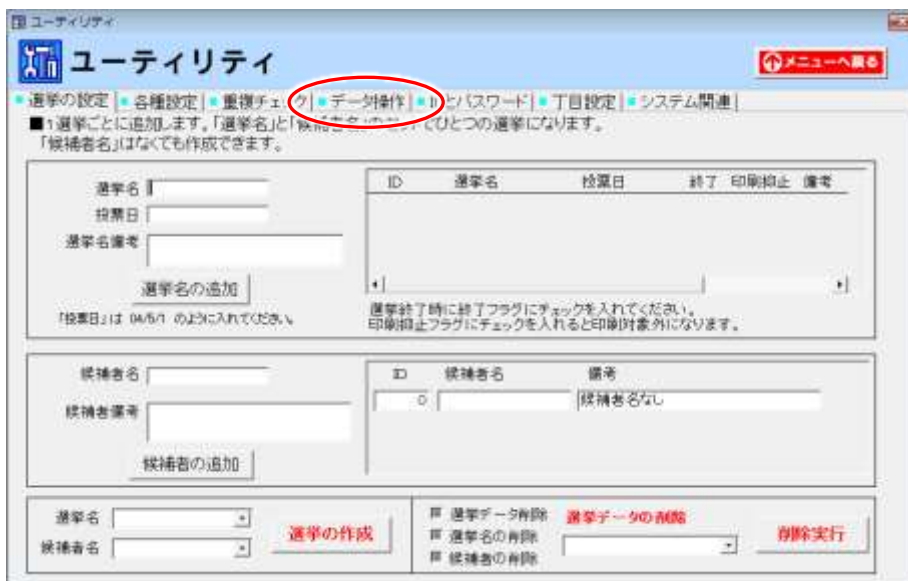 ユーティリティ
ユーティリティ
メニューへ戻る
選挙の設定 各種設定 重複チェック データ操作 IDとパスワード 丁目設定 システム関連
■1選挙ごとに追加します。「選挙名」と「候補者名」のセットでひとつの選挙になります。
「候補者名」はなくても作成できます。
選挙名
投票日
選挙名備考
選挙名の追加
「投票日」は 04/5/1 のように入れてください。
ID 選挙名 投票日 終了 印刷抑止 備考
選挙終了時に終了フラグにチェックを入れてください。
印刷抑止フラグにチェックを入れると印刷対象外になります。
候補者名
候補者備考
候補者の追加
ID 候補者名 備考
0 候補者名なし
選挙名
候補者名
選挙の作成
選挙データ削除
選挙名の削除
候補者の削除
選挙データの削除
削除実行